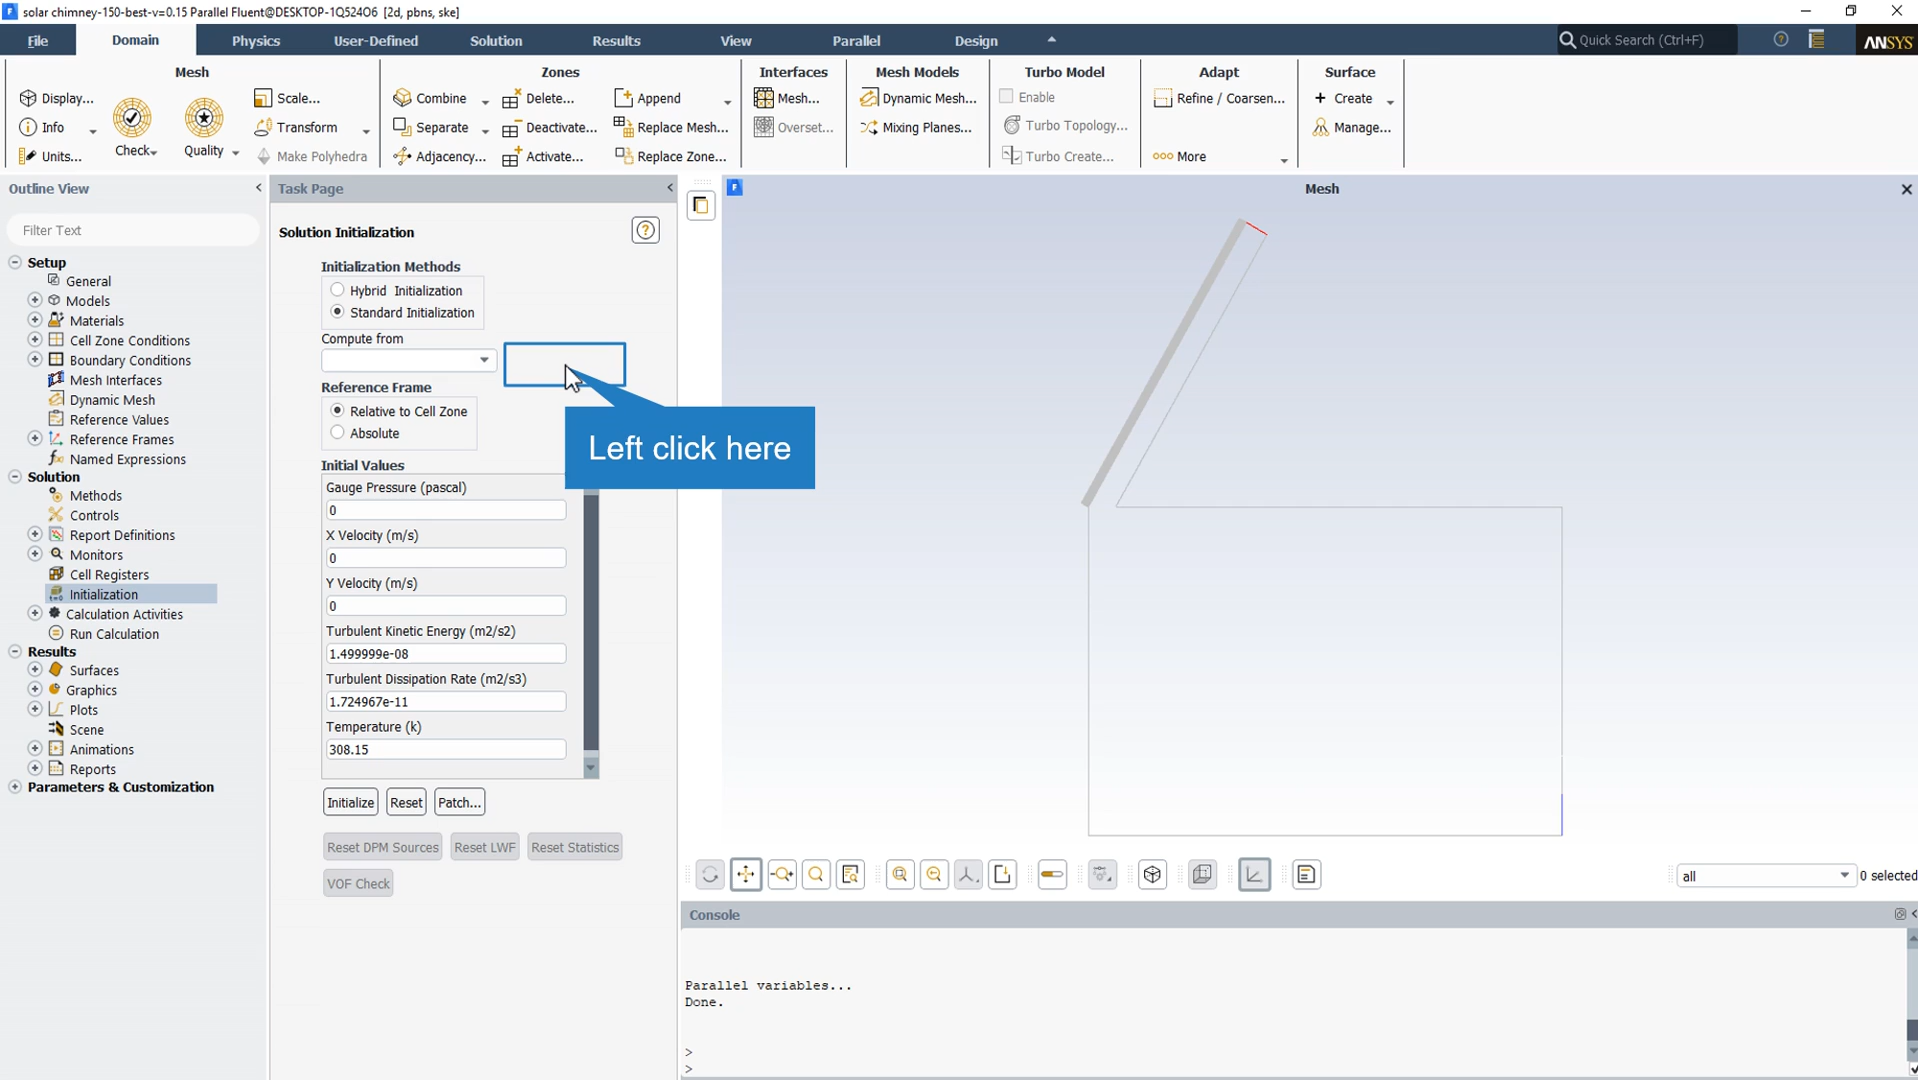 solar chimney-150-best-v=0.15 Parallel Fluent@DESKTOP-1Q524O6 [2d, pbns, ske]
File
Domain
Physics
User-Defined
Solution
Results
View
Parallel
Design
Quick Search (Ctrl+F)
ANSYS
Mesh
Display...
Info
Units...
Check
Quality
Scale...
Transform
Make Polyhedra
Zones
Combine
Separate
Adjacency...
Delete...
Deactivate...
Activate...
Append
Replace Mesh...
Replace Zone...
Interfaces
Mesh...
Overset...
Mesh Models
Dynamic Mesh...
Mixing Planes...
Turbo Model
Enable
Turbo Topology...
Turbo Create...
Adapt
Refine / Coarsen...
More
Surface
+ Create
Manage...
Outline View
Filter Text
Setup
General
Models
Materials
Cell Zone Conditions
Boundary Conditions
Mesh Interfaces
Dynamic Mesh
Reference Values
Reference Frames
Named Expressions
Solution
Methods
Controls
Report Definitions
Monitors
Cell Registers
Initialization
Calculation Activities
Run Calculation
Results
Surfaces
Graphics
Plots
Scene
Animations
Reports
Parameters & Customization
Task Page
Solution Initialization
Initialization Methods
Hybrid Initialization
Standard Initialization
Compute from
Reference Frame
Relative to Cell Zone
Absolute
Left click here
Initial Values
Gauge Pressure (pascal)
0
X Velocity (m/s)
0
Y Velocity (m/s)
0
Turbulent Kinetic Energy (m2/s2)
1.499999e-08
Turbulent Dissipation Rate (m2/s3)
1.724967e-11
Temperature (k)
308.15
Initialize
Reset
Patch...
Reset DPM Sources
Reset LWF
Reset Statistics
VOF Check
Mesh
all
0 selected
Console
Parallel variables...
Done.
>
>